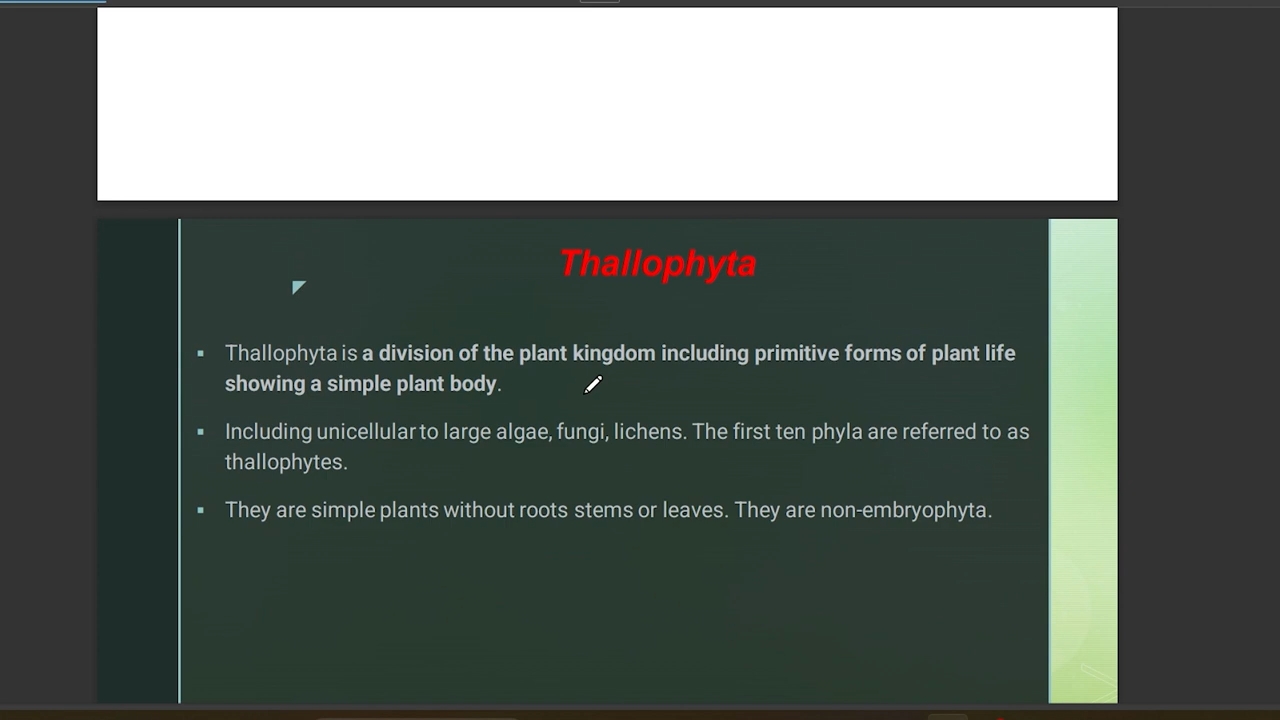 Thallophyta
▪ Thallophyta is a division of the plant kingdom including primitive forms of plant life
showing a simple plant body.
▪ Including unicellular to large algae, fungi, lichens. The first ten phyla are referred to as
thallophytes.
▪ They are simple plants without roots stems or leaves. They are non-embryophyta.